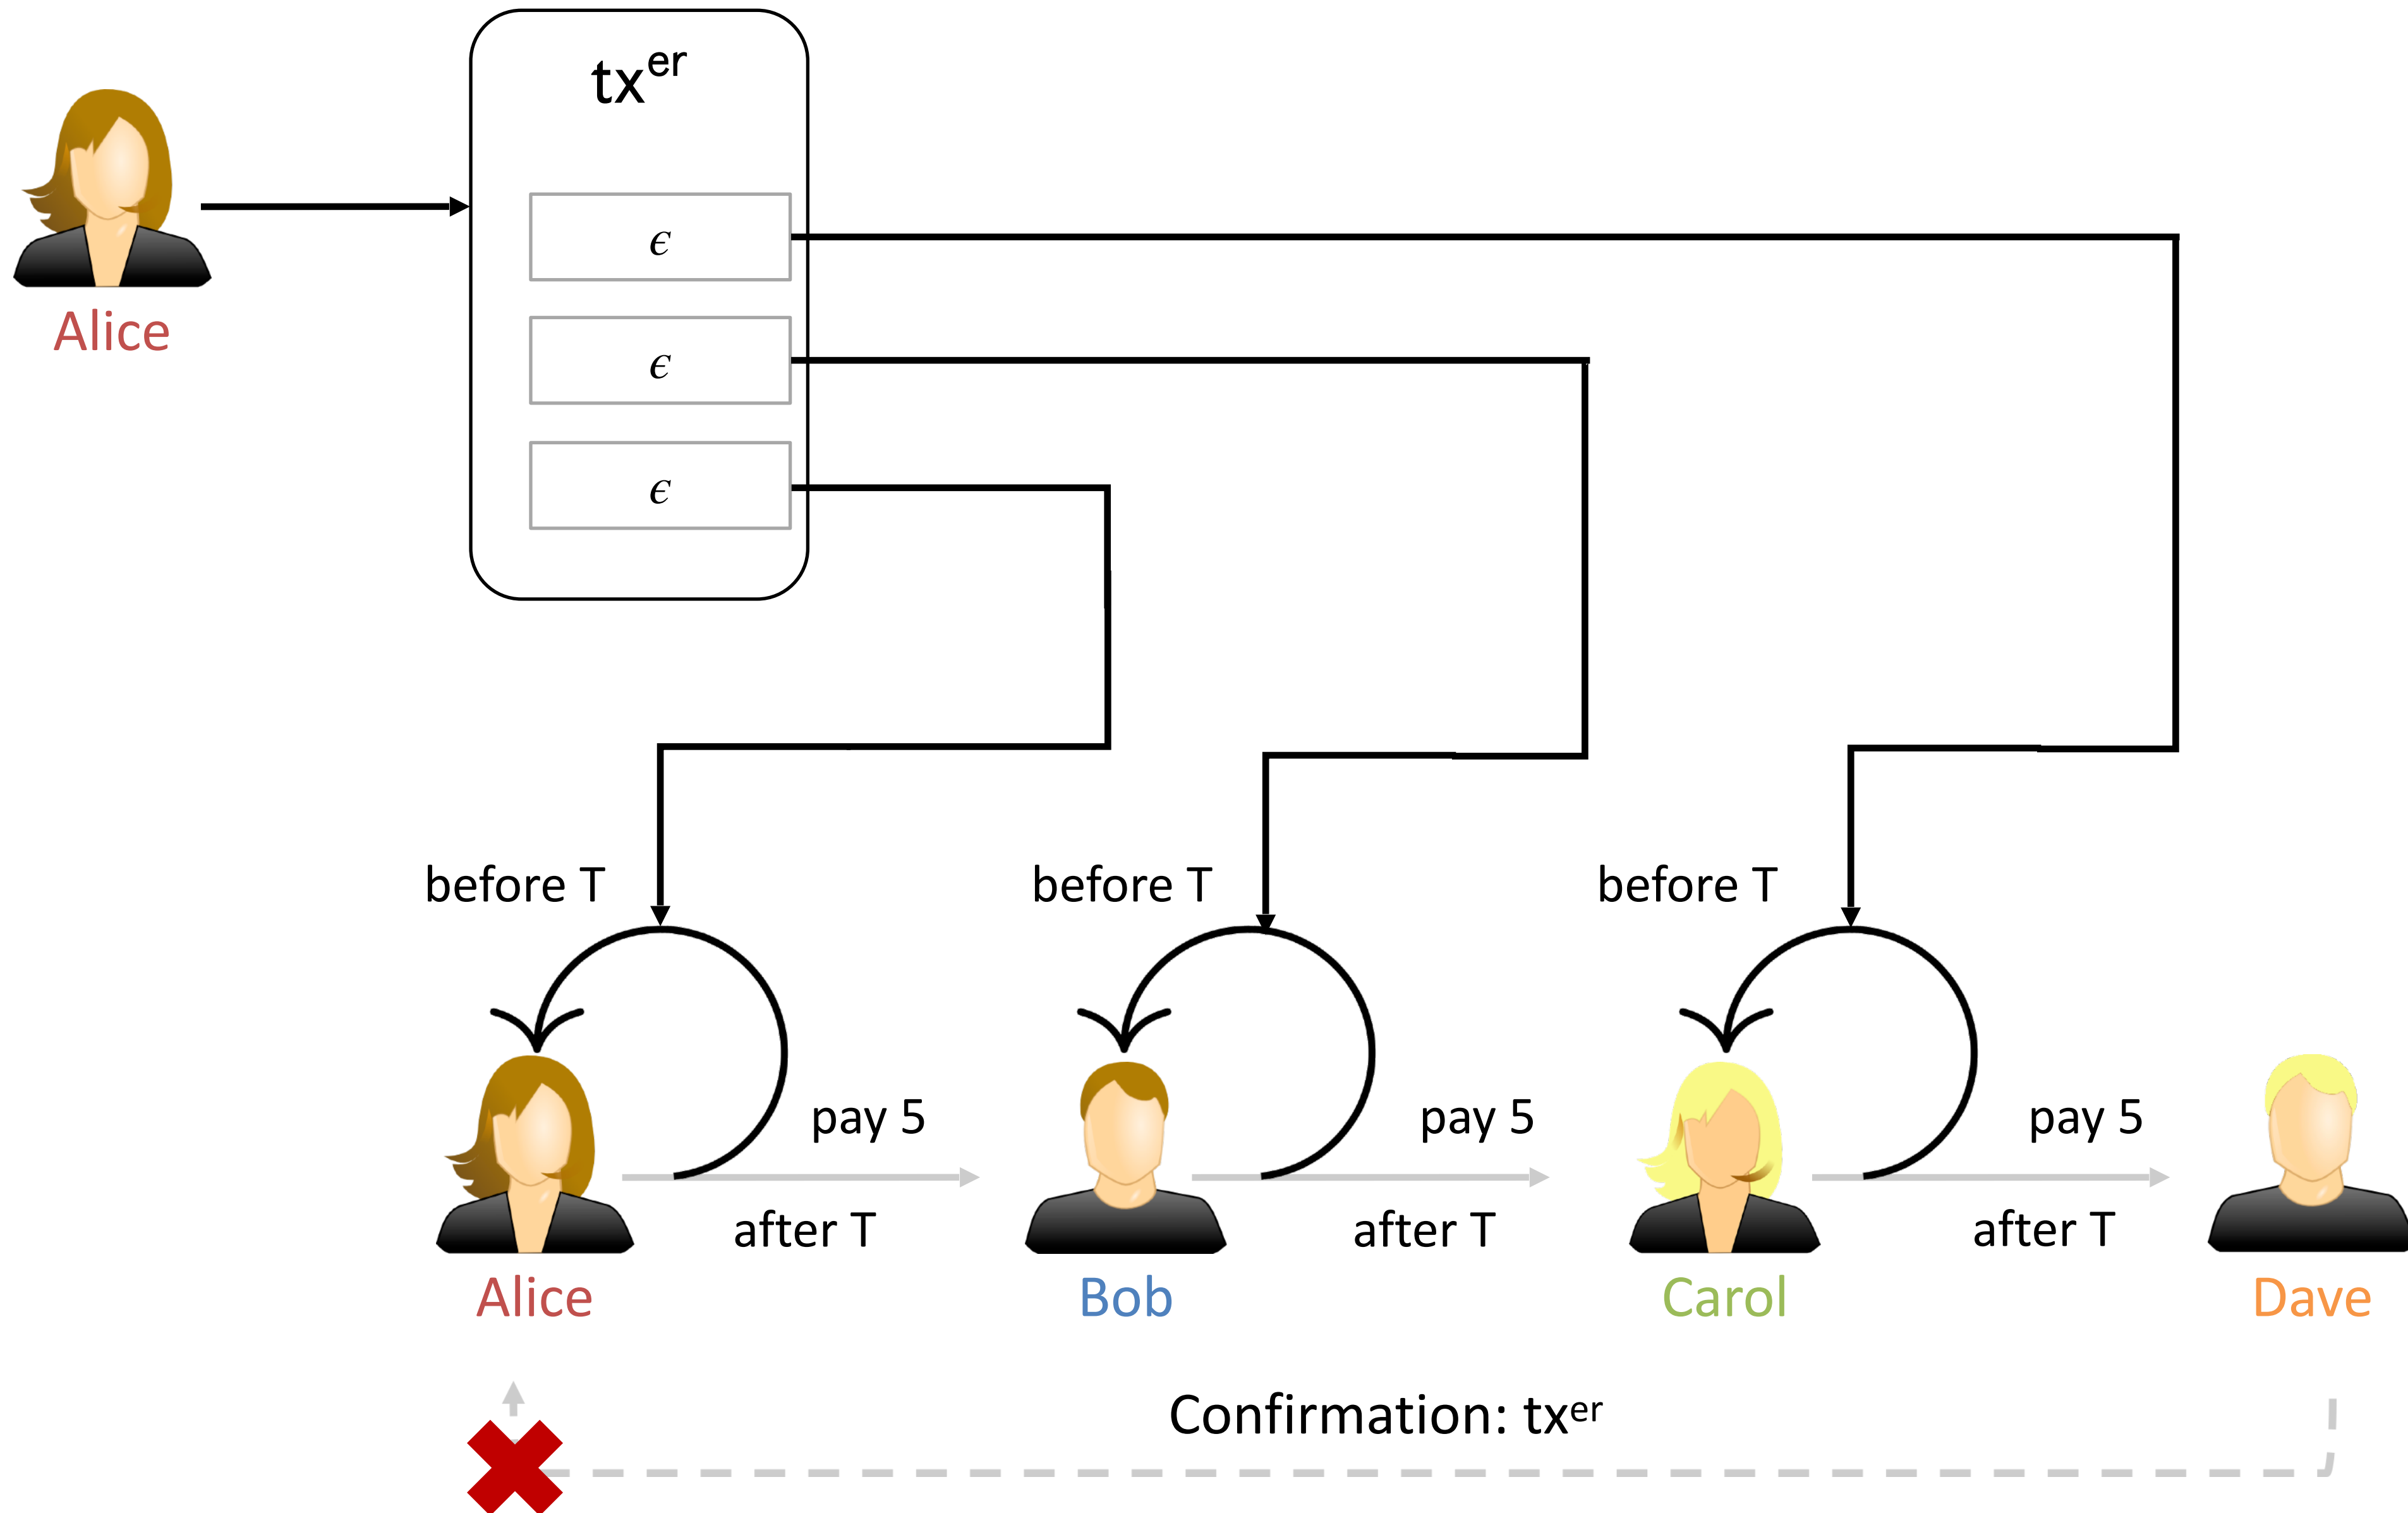 tx^er
ϵ
Alice
ϵ
ϵ
before T
before T
before T
pay 5
pay 5
pay 5
after T
after T
after T
Alice
Bob
Carol
Dave
Confirmation: tx^er